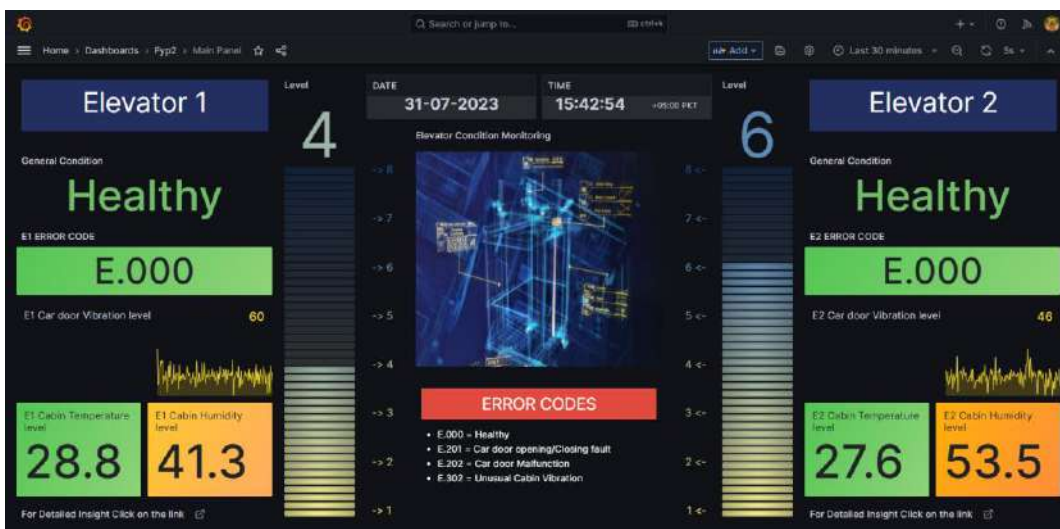 Search or jump to...
ctrl+k
Home > Dashboards > Fyp2 > Main Panel
Add
Last 30 minutes
5s
Elevator 1
Level
4
DATE
31-07-2023
TIME
15:42:54
+05:00 PKT
Level
6
Elevator 2
General Condition
Healthy
E1 ERROR CODE
E.000
E1 Car door Vibration level
60
E1 Cabin Temperature level
28.8
E1 Cabin Humidity level
41.3
For Detailed Insight Click on the link
Elevator Condition Monitoring
-> 8
-> 7
-> 6
-> 5
-> 4
-> 3
-> 2
-> 1
ERROR CODES
• E.000 = Healthy
• E.201 = Car door opening/Closing fault
• E.202 = Car door Malfunction
• E.302 = Unusual Cabin Vibration
8 <-
7 <-
6 <-
5 <-
4 <-
3 <-
2 <-
1 <-
General Condition
Healthy
E2 ERROR CODE
E.000
E2 Car door Vibration level
46
E2 Cabin Temperature level
27.6
E2 Cabin Humidity level
53.5
For Detailed Insight Click on the link